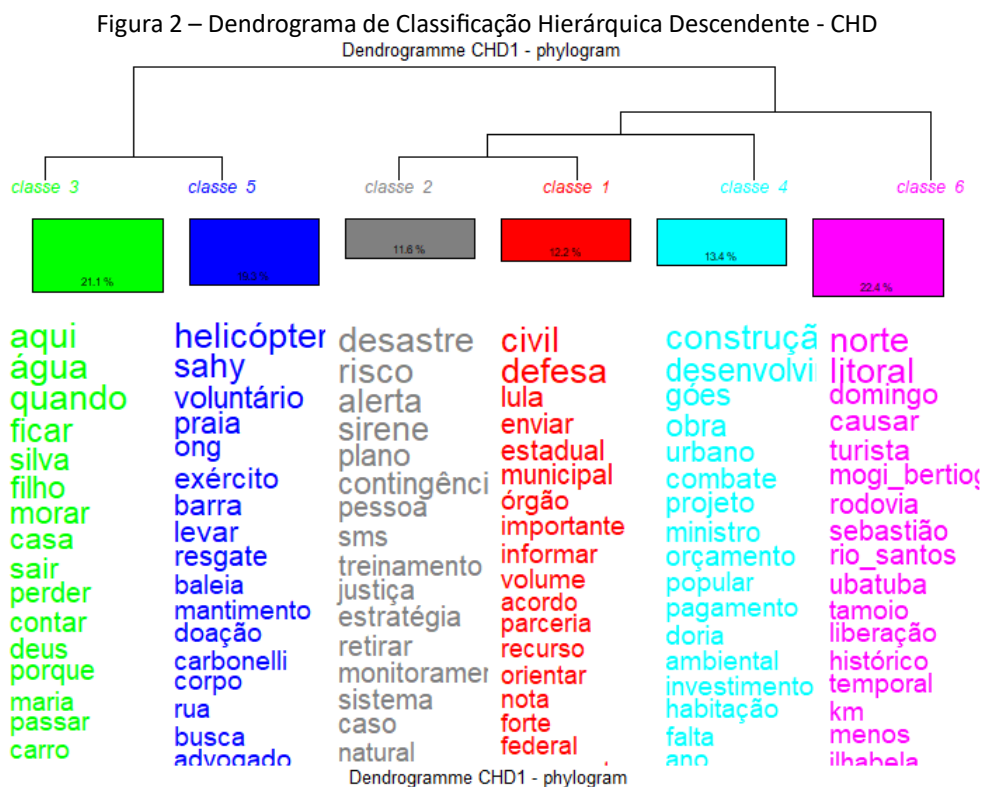 Figura 2 – Dendrograma de Classificação Hierárquica Descendente - CHD
Dendrogramme CHD1 - phylogram
classe 3 classe 5 classe 2 classe 1 classe 4 classe 6
21.1 % 19.3 % 11.6 % 12.2 % 13.4 % 22.4 %
aqui
água
quando
ficar
silva
filho
morar
casa
sair
perder
contar
deus
porque
maria
passar
carro
helicópter
sahy
voluntário
praia
ong
exército
barra
levar
resgate
baleia
mantimento
doação
carbonelli
corpo
rua
busca
advogado
desastre
risco
alerta
sirene
plano
contingênci
pessoa
sms
treinamento
justiça
estratégia
retirar
monitoramer
sistema
caso
natural
civil
defesa
lula
enviar
estadual
municipal
órgão
importante
informar
volume
acordo
parceria
recurso
orientar
nota
forte
federal
construçã
desenvolvi
góes
obra
urbano
combate
projeto
ministro
orçamento
popular
pagamento
doria
ambiental
investimento
habitação
falta
ano
norte
litoral
domingo
causar
turista
mogi_bertiog
rodovia
sebastião
rio_santos
ubatuba
tamoio
liberação
histórico
temporal
km
menos
ilhabela
Dendrogramme CHD1 - phylogram